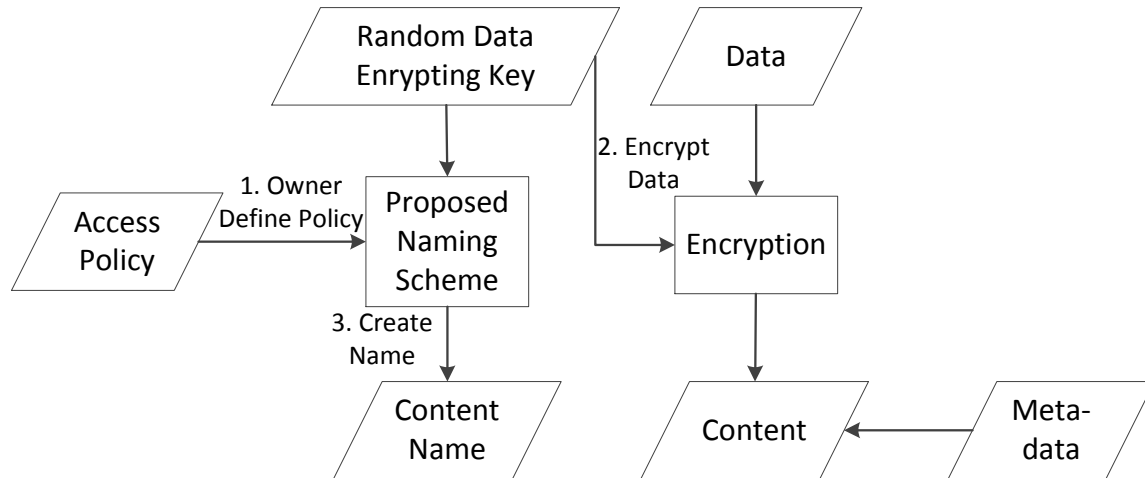 Random Data
Enrypting Key
Data
2. Encrypt
Data
1. Owner
Define Policy
Access
Policy
Proposed
Naming
Scheme
Encryption
3. Create
Name
Content
Name
Content
Meta-
data